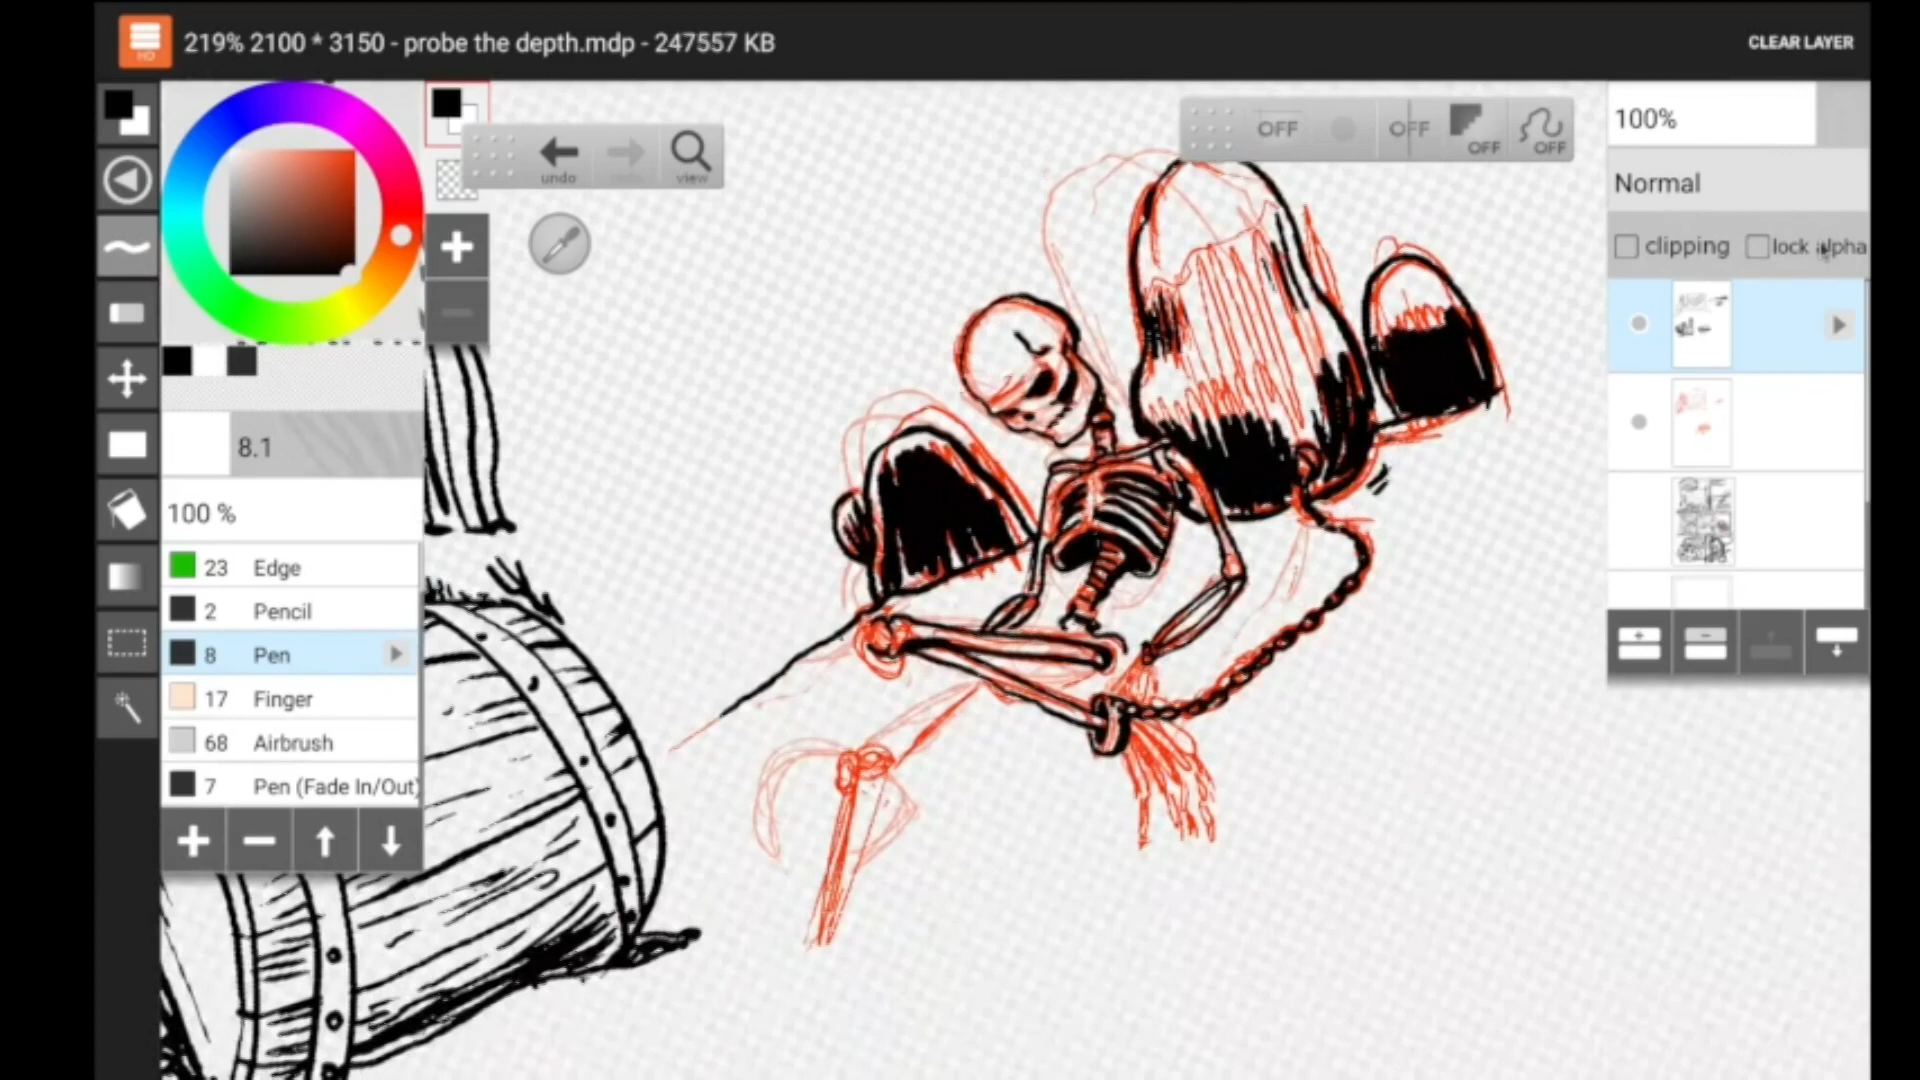 HD
219% 2100 * 3150 - probe the depth.mdp - 247557 KB
CLEAR LAYER
undo
view
OFF
OFF
OFF
OFF
100%
Normal
clipping
lock alpha
8.1
100 %
23 Edge
2 Pencil
8 Pen
17 Finger
68 Airbrush
7 Pen (Fade In/Out)